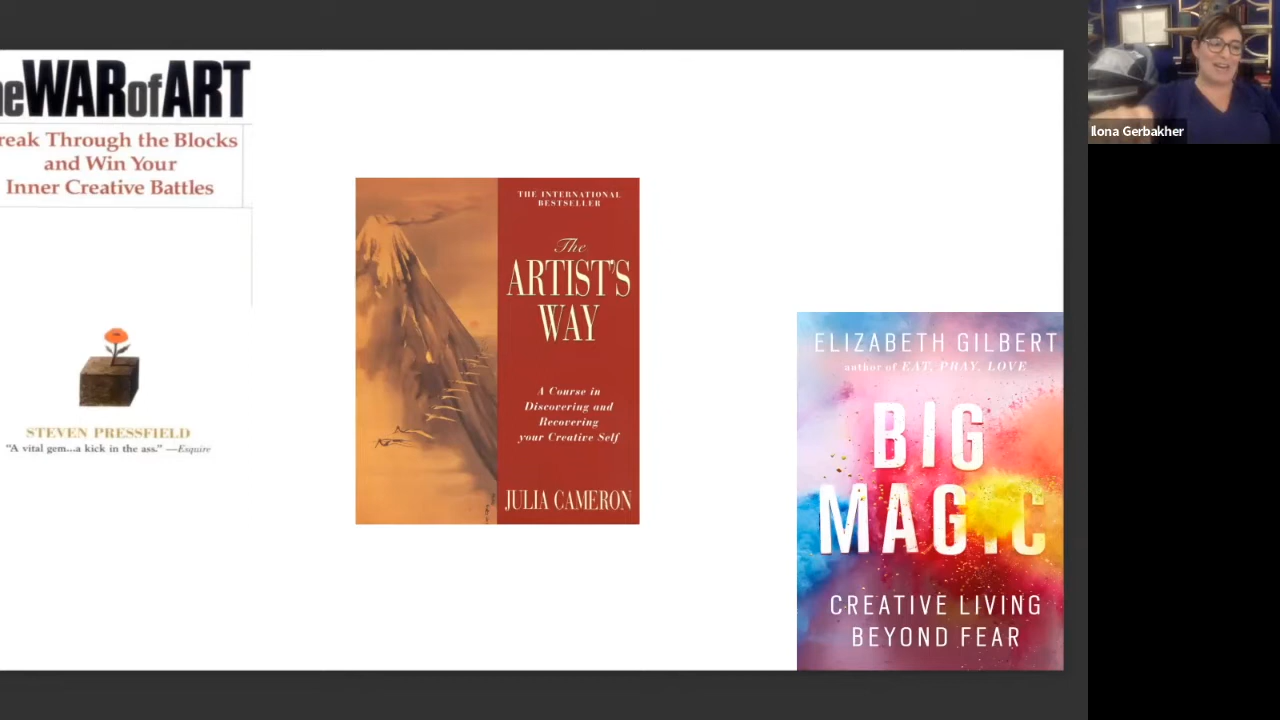 heWARofART
reak Through the Blocks
and Win Your
Inner Creative Battles
STEVEN PRESSFIELD
"A vital gem...a kick in the ass." —Esquire
THE INTERNATIONAL
BESTSELLER
The
ARTIST'S
WAY
A Course in
Discovering and
Recovering
your Creative Self
JULIA CAMERON
ELIZABETH GILBERT
author of EAT, PRAY, LOVE
BIG
MAGIC
CREATIVE LIVING
BEYOND FEAR
Ilona Gerbakher